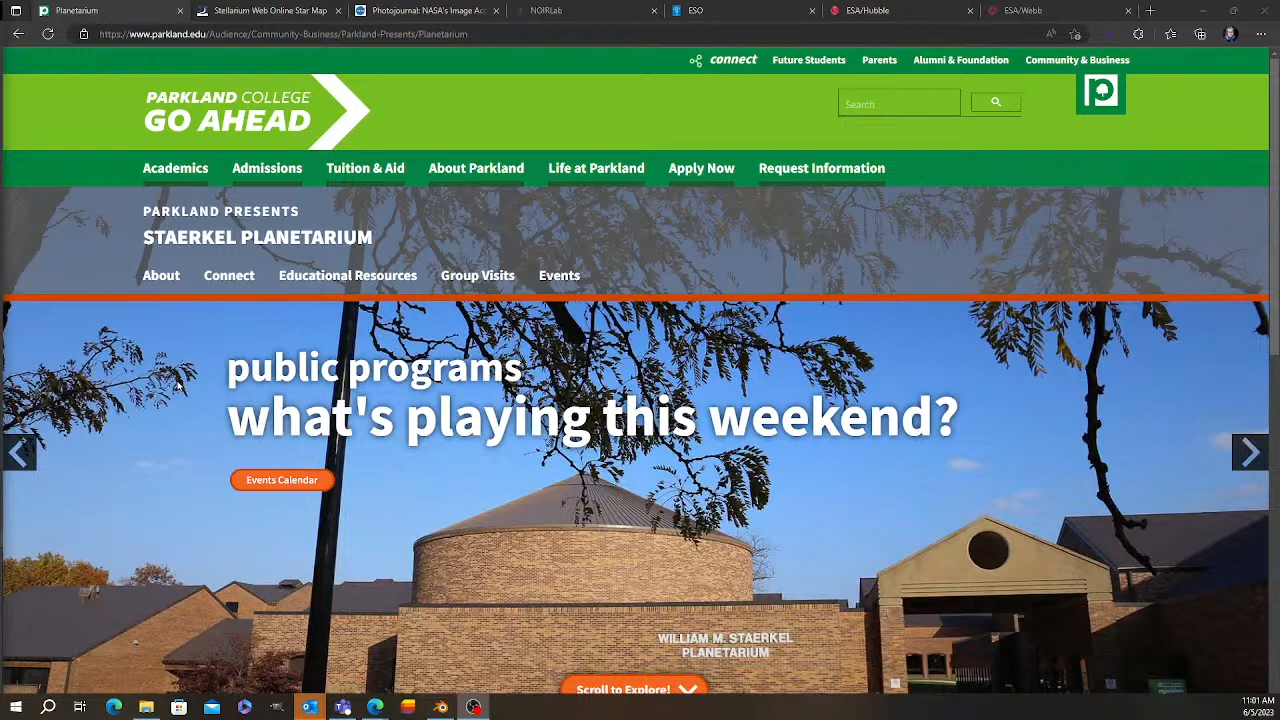 Planetarium
Stellarium Web Online Star Map
Photojournal: NASA's Image Ac
NOIRLab
ESO
ESA/Hubble
ESA/Webb
https://www.parkland.edu/Audience/Community-Business/Parkland-Presents/Planetarium
connect Future Students Parents Alumni & Foundation Community & Business
PARKLAND COLLEGE
GO AHEAD
Search
Academics Admissions Tuition & Aid About Parkland Life at Parkland Apply Now Request Information
PARKLAND PRESENTS
STAERKEL PLANETARIUM
About Connect Educational Resources Group Visits Events
public programs
what's playing this weekend?
Events Calendar
WILLIAM M. STAERKEL
PLANETARIUM
Scroll to Explore!
11:01 AM
6/5/2023